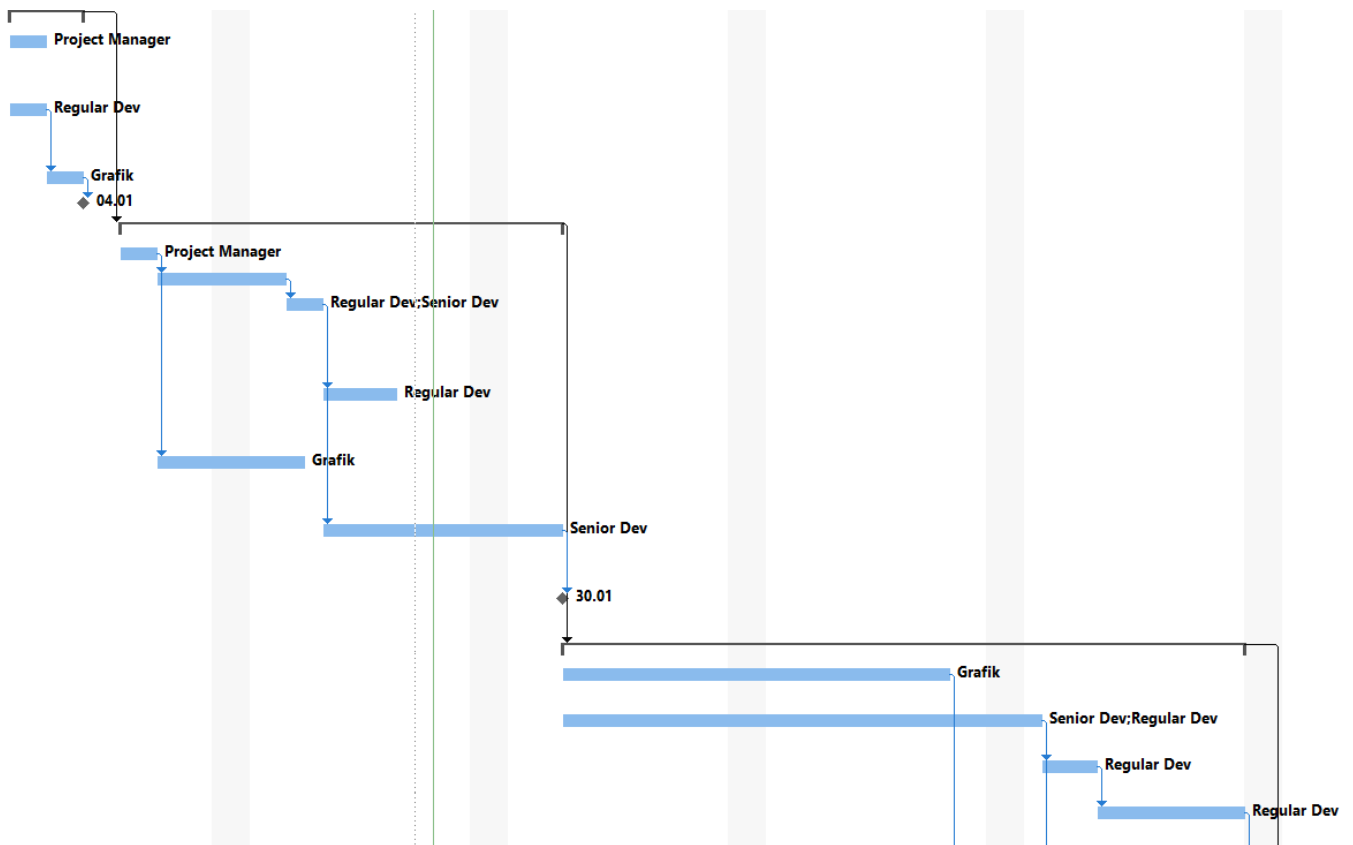 Project Manager
Regular Dev
Grafik
04.01
Project Manager
Regular Dev;Senior Dev
Regular Dev
Grafik
Senior Dev
30.01
Grafik
Senior Dev;Regular Dev
Regular Dev
Regular Dev